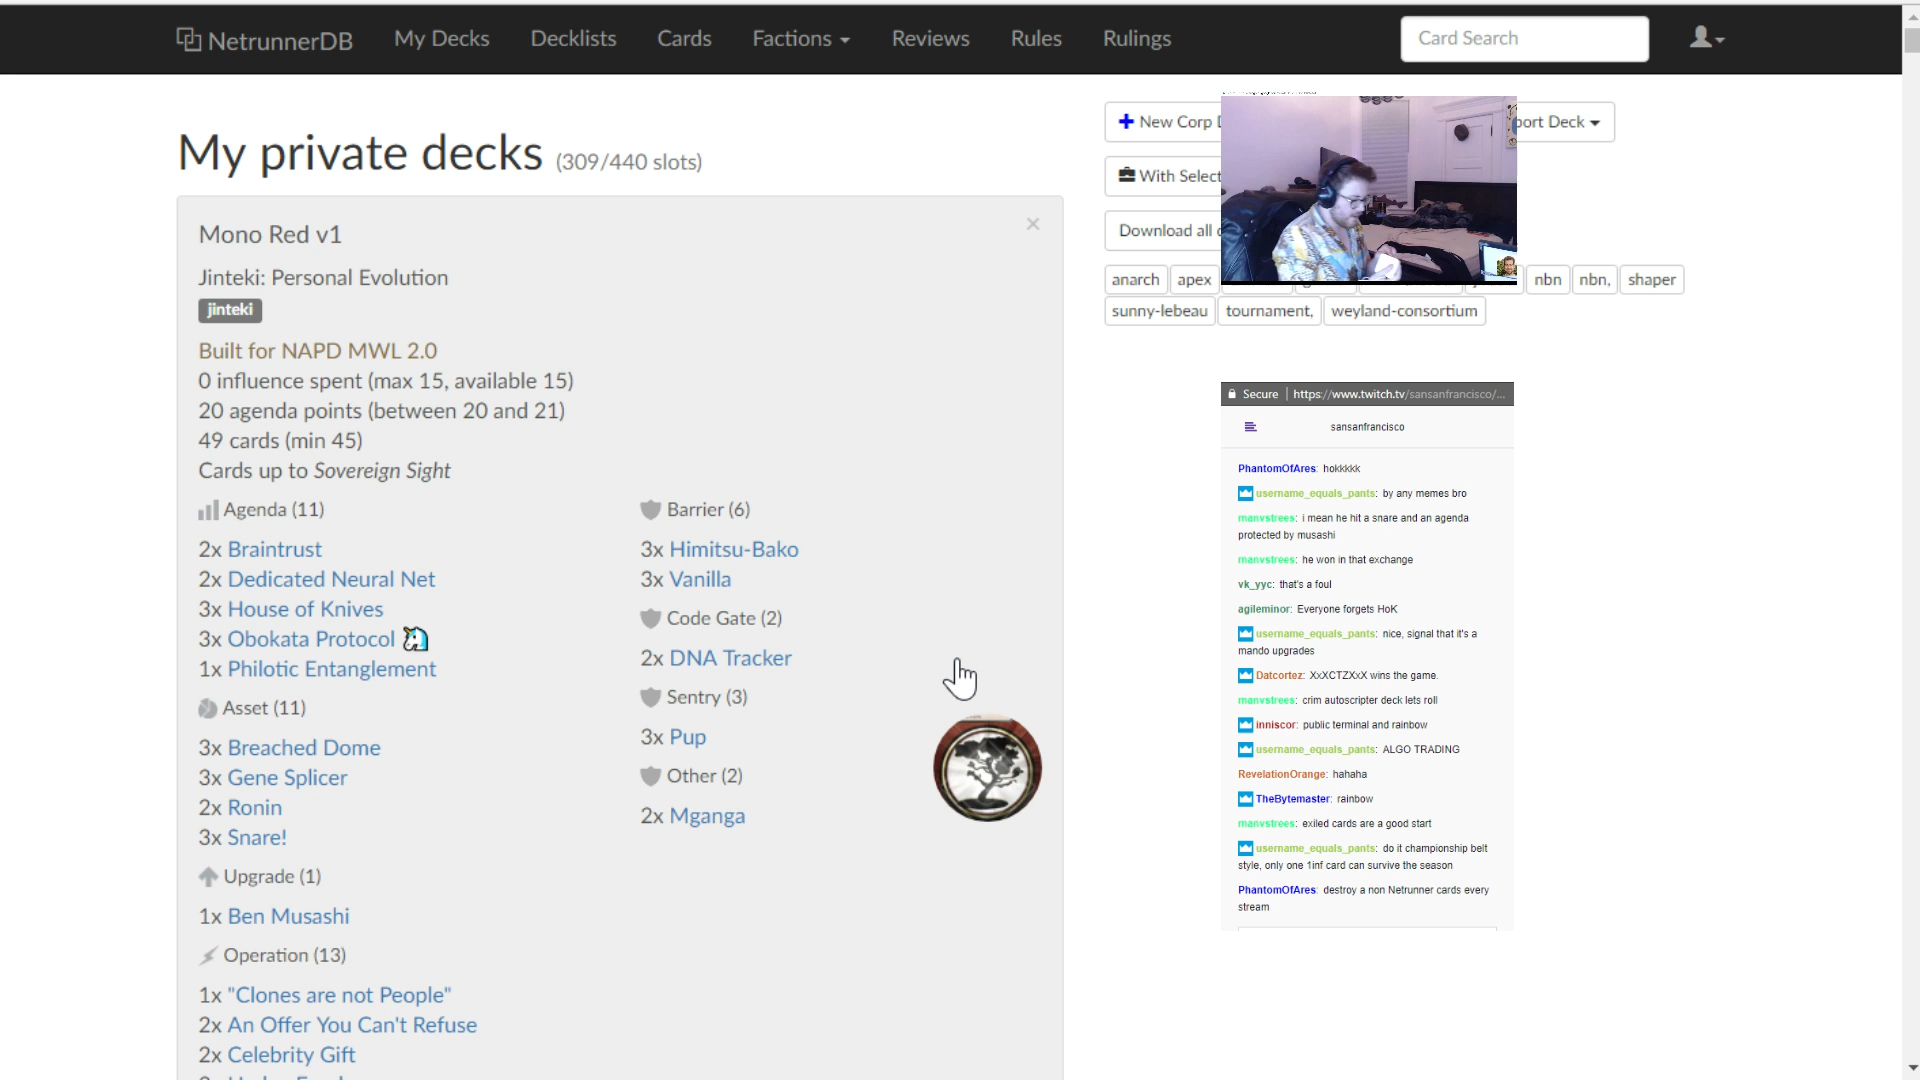 NetrunnerDB My Decks Decklists Cards Factions Reviews Rules Rulings Card Search
My private decks (309/440 slots)
Mono Red v1
Jinteki: Personal Evolution
jinteki
Built for NAPD MWL 2.0
0 influence spent (max 15, available 15)
20 agenda points (between 20 and 21)
49 cards (min 45)
Cards up to Sovereign Sight
Agenda (11)
2x Braintrust
2x Dedicated Neural Net
3x House of Knives
3x Obokata Protocol
1x Philotic Entanglement
Asset (11)
3x Breached Dome
3x Gene Splicer
2x Ronin
3x Snare!
Upgrade (1)
1x Ben Musashi
Operation (13)
1x "Clones are not People"
2x An Offer You Can't Refuse
2x Celebrity Gift
Barrier (6)
3x Himitsu-Bako
3x Vanilla
Code Gate (2)
2x DNA Tracker
Sentry (3)
3x Pup
Other (2)
2x Mganga
New Corp port Deck
With Select
Download all
anarch apex nbn nbn, shaper
sunny-lebeau tournament, weyland-consortium
Secure https://www.twitch.tv/sansanfrancisco/...
sansanfrancisco
PhantomOfAres: hokkkkk
username_equals_pants: by any memes bro
manvstrees: i mean he hit a snare and an agenda
protected by musashi
manvstrees: he won in that exchange
vk_yyc: that's a foul
agileminor: Everyone forgets HoK
username_equals_pants: nice, signal that it's a
mando upgrades
Datcortez: XxXCTZXxX wins the game.
manvstrees: crim autoscripter deck lets roll
inniscor: public terminal and rainbow
username_equals_pants: ALGO TRADING
RevelationOrange: hahaha
TheBytemaster: rainbow
manvstrees: exiled cards are a good start
username_equals_pants: do it championship belt
style, only one 1inf card can survive the season
PhantomOfAres: destroy a non Netrunner cards every
stream